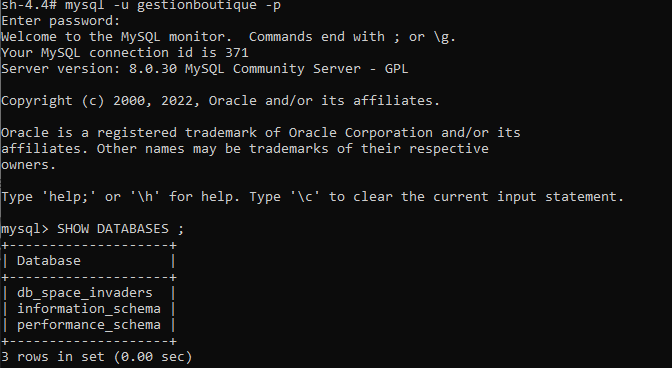 sh-4.4# mysql -u gestionboutique -p
Enter password:
Welcome to the MySQL monitor.  Commands end with ; or \g.
Your MySQL connection id is 371
Server version: 8.0.30 MySQL Community Server - GPL

Copyright (c) 2000, 2022, Oracle and/or its affiliates.

Oracle is a registered trademark of Oracle Corporation and/or its
affiliates. Other names may be trademarks of their respective
owners.

Type 'help;' or '\h' for help. Type '\c' to clear the current input statement.

mysql> SHOW DATABASES ;
+--------------------+
| Database           |
+--------------------+
| db_space_invaders  |
| information_schema |
| performance_schema |
+--------------------+
3 rows in set (0.00 sec)